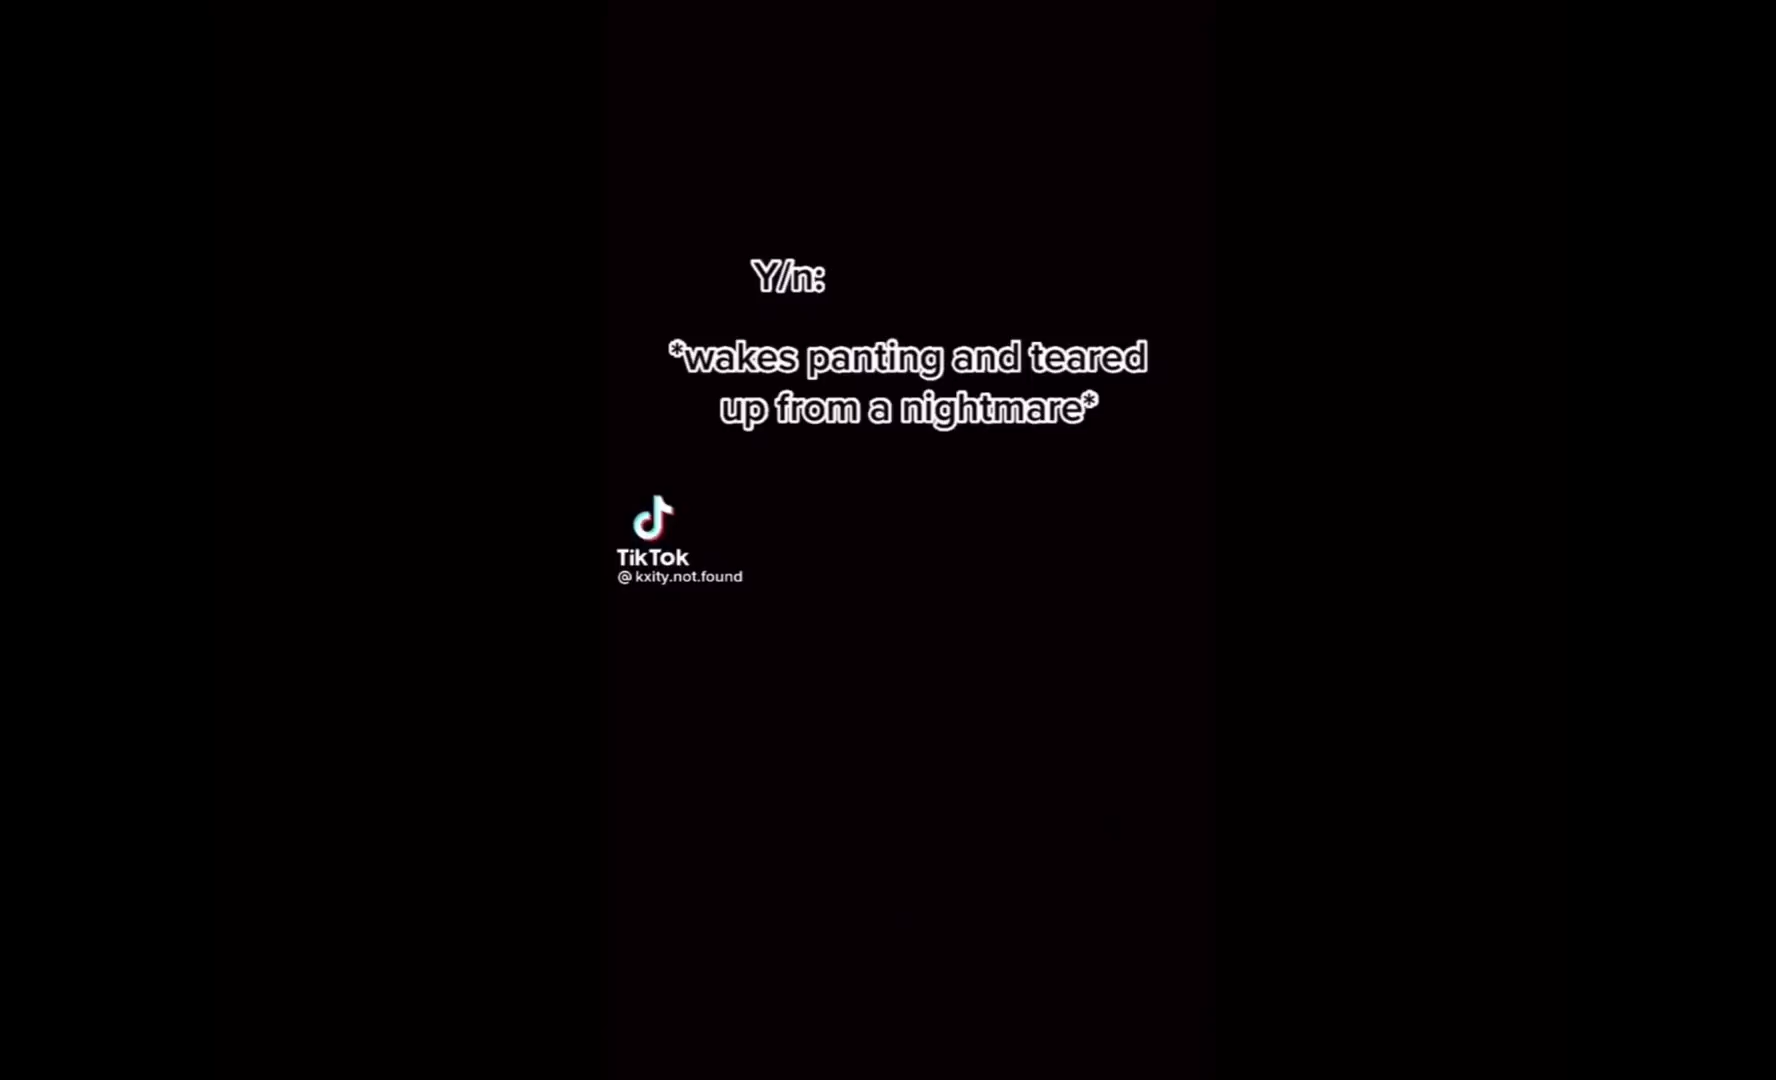 Y/n:
*wakes panting and teared
up from a nightmare*
TikTok
@kxity.not.found